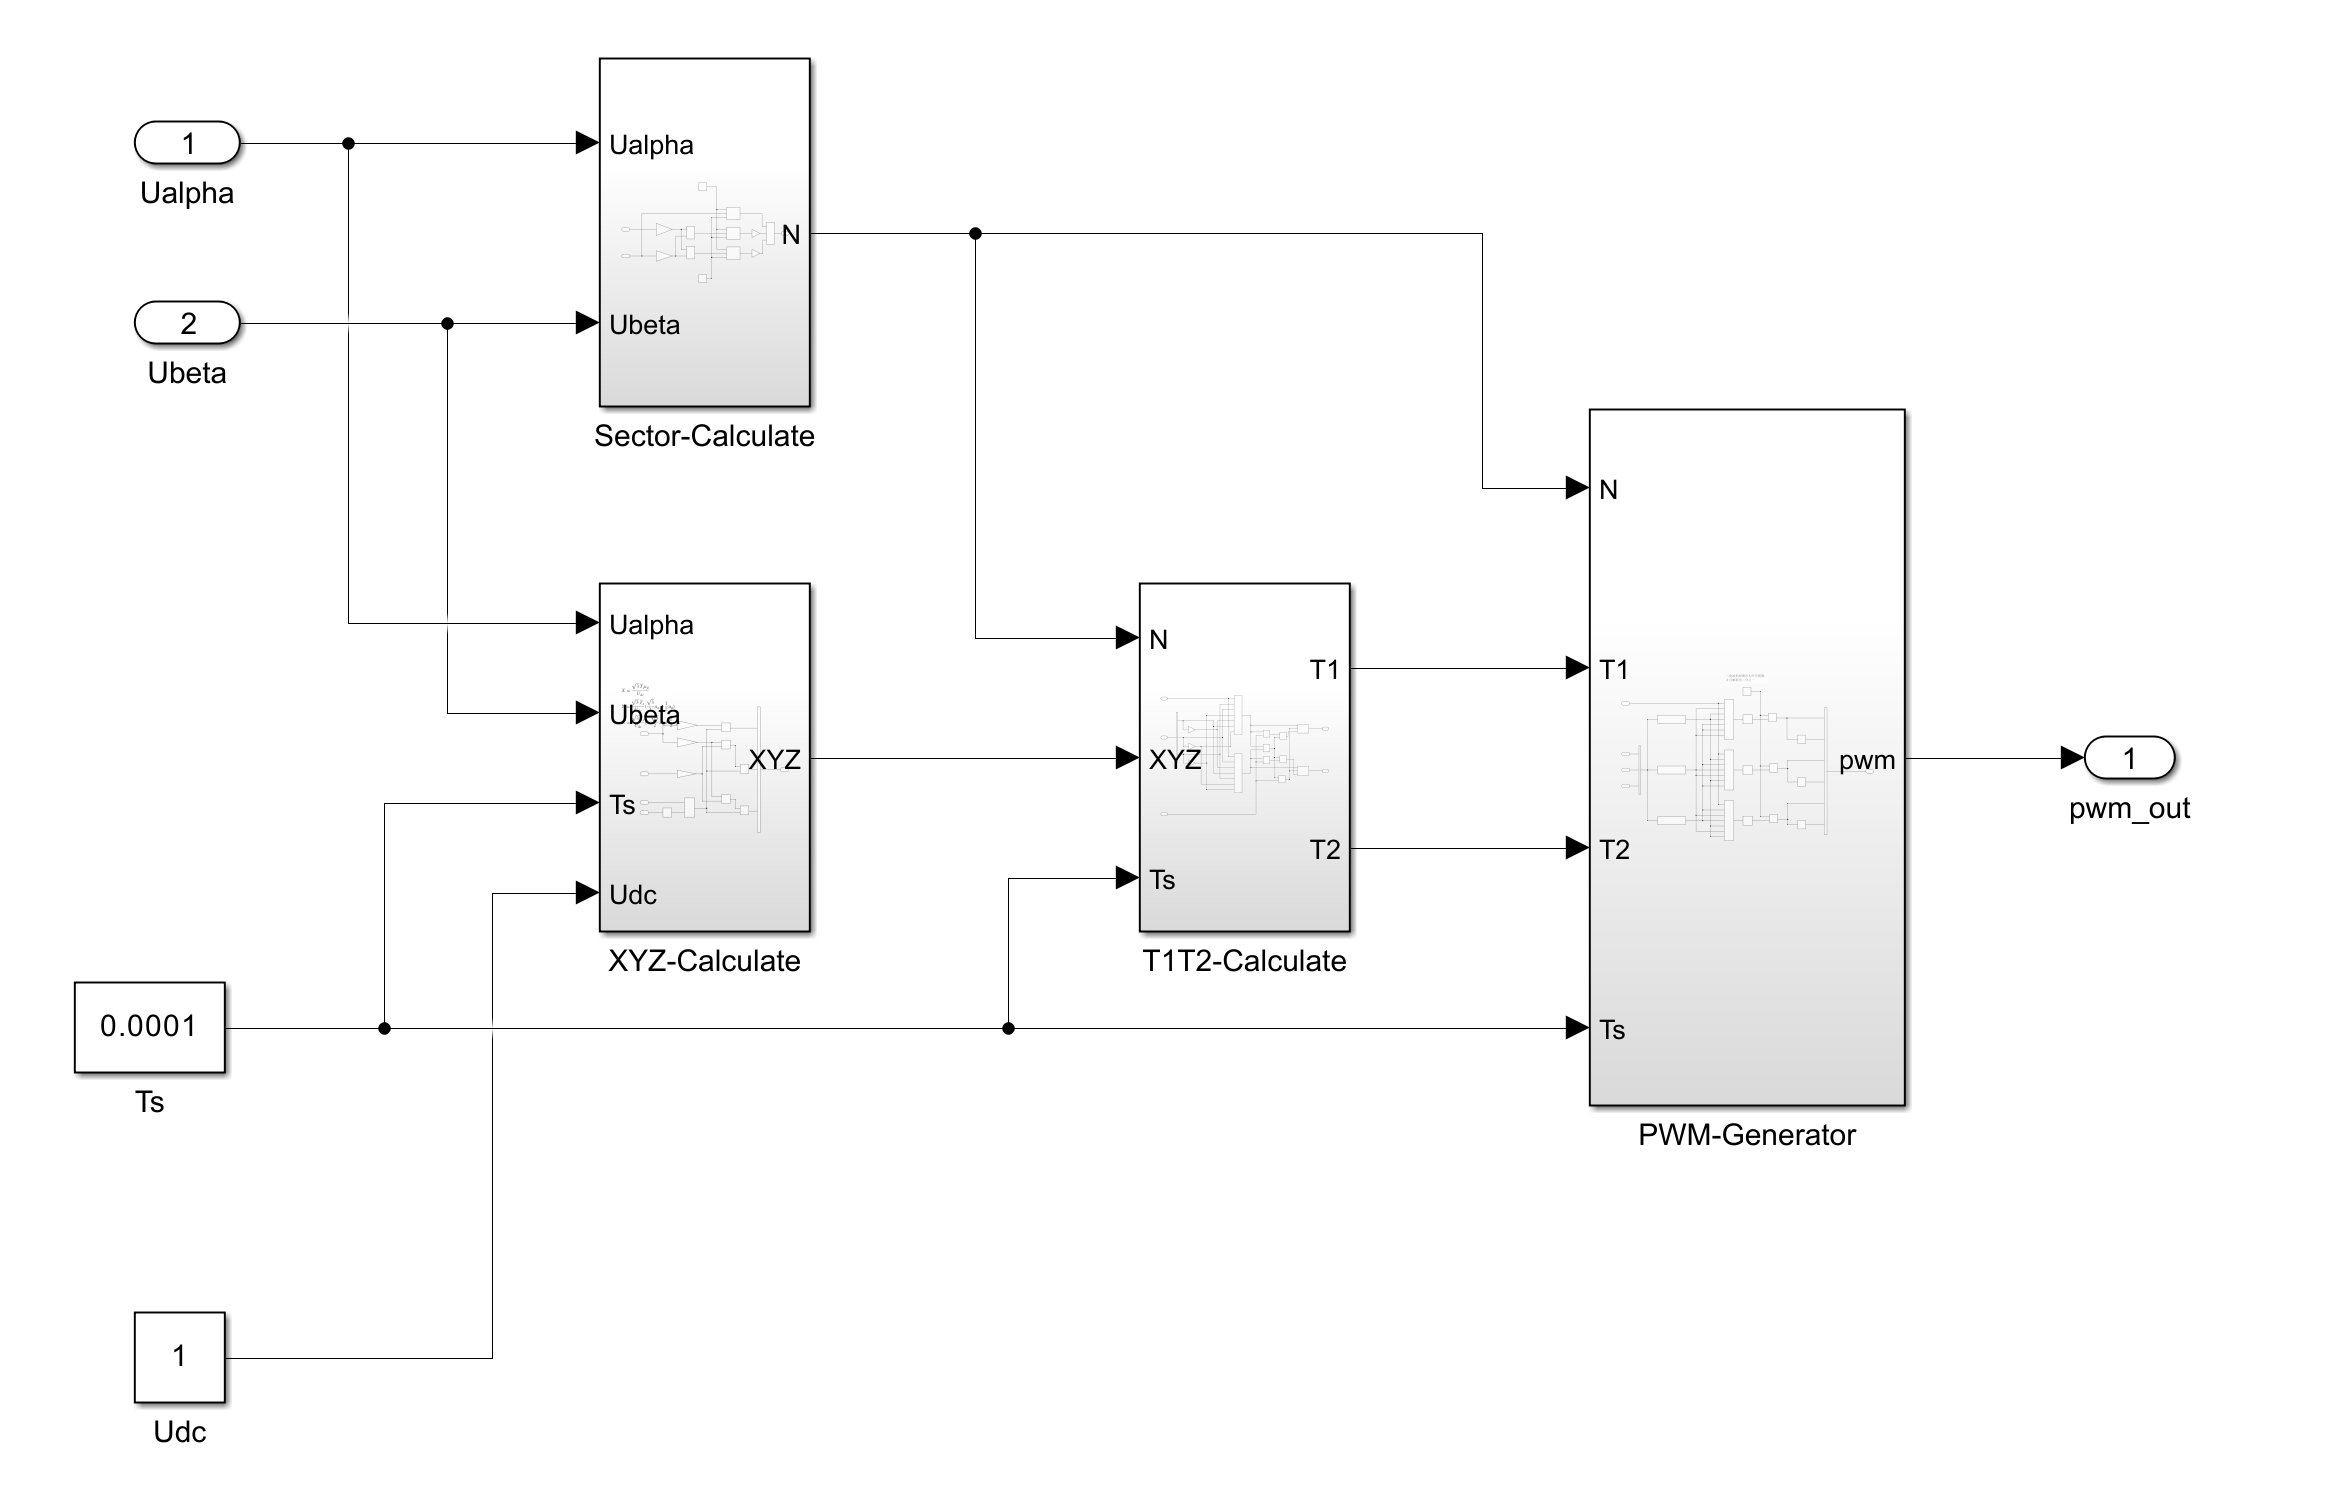 1
Ualpha
2
Ubeta
Ualpha
N
Ubeta
Sector-Calculate
Ualpha
Ubeta
XYZ
Ts
Udc
XYZ-Calculate
N
T1
XYZ
T2
Ts
T1T2-Calculate
N
T1
pwm
T2
Ts
PWM-Generator
1
pwm_out
0.0001
Ts
1
Udc